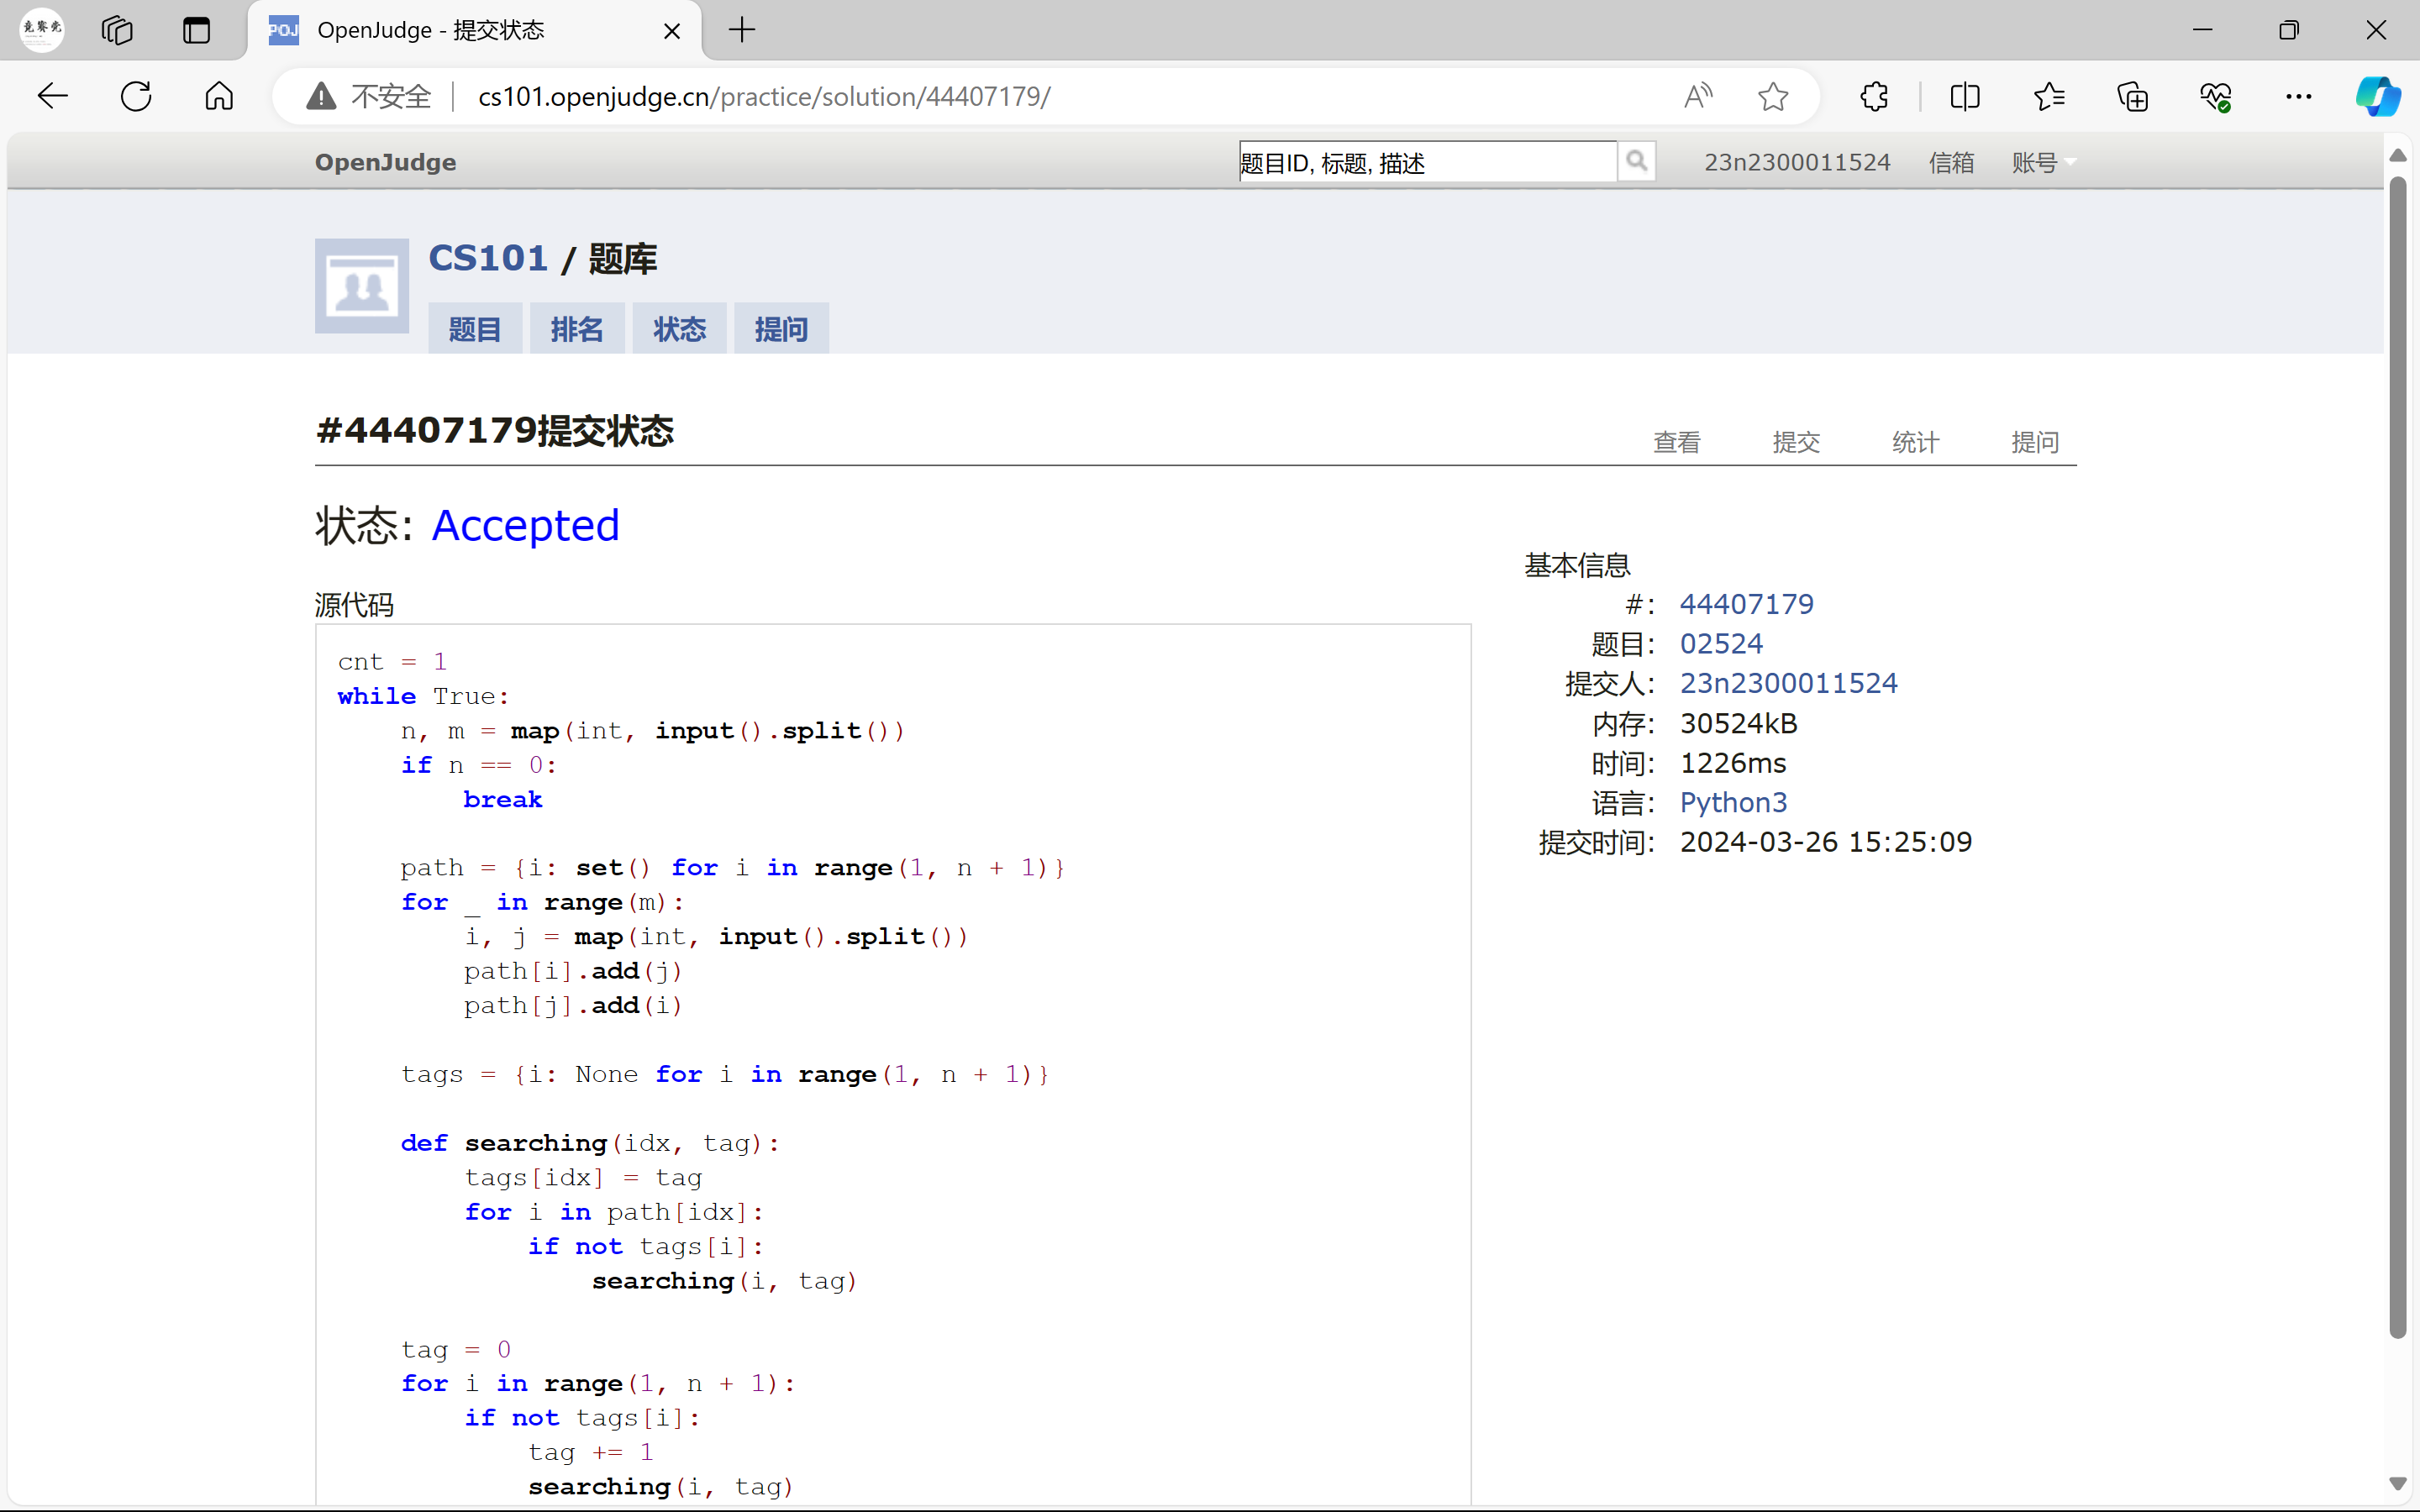 OpenJudge - 提交状态
不安全 cs101.openjudge.cn/practice/solution/44407179/
OpenJudge 题目ID, 标题, 描述 23n2300011524 信箱 账号
CS101 / 题库
题目 排名 状态 提问
#44407179提交状态 查看 提交 统计 提问
状态: Accepted
源代码
cnt = 1
while True:
    n, m = map(int, input().split())
    if n == 0:
        break
    path = {i: set() for i in range(1, n + 1)}
    for _ in range(m):
        i, j = map(int, input().split())
        path[i].add(j)
        path[j].add(i)
    tags = {i: None for i in range(1, n + 1)}
    def searching(idx, tag):
        tags[idx] = tag
        for i in path[idx]:
            if not tags[i]:
                searching(i, tag)
    tag = 0
    for i in range(1, n + 1):
        if not tags[i]:
            tag += 1
            searching(i, tag)
基本信息
#: 44407179
题目: 02524
提交人: 23n2300011524
内存: 30524kB
时间: 1226ms
语言: Python3
提交时间: 2024-03-26 15:25:09